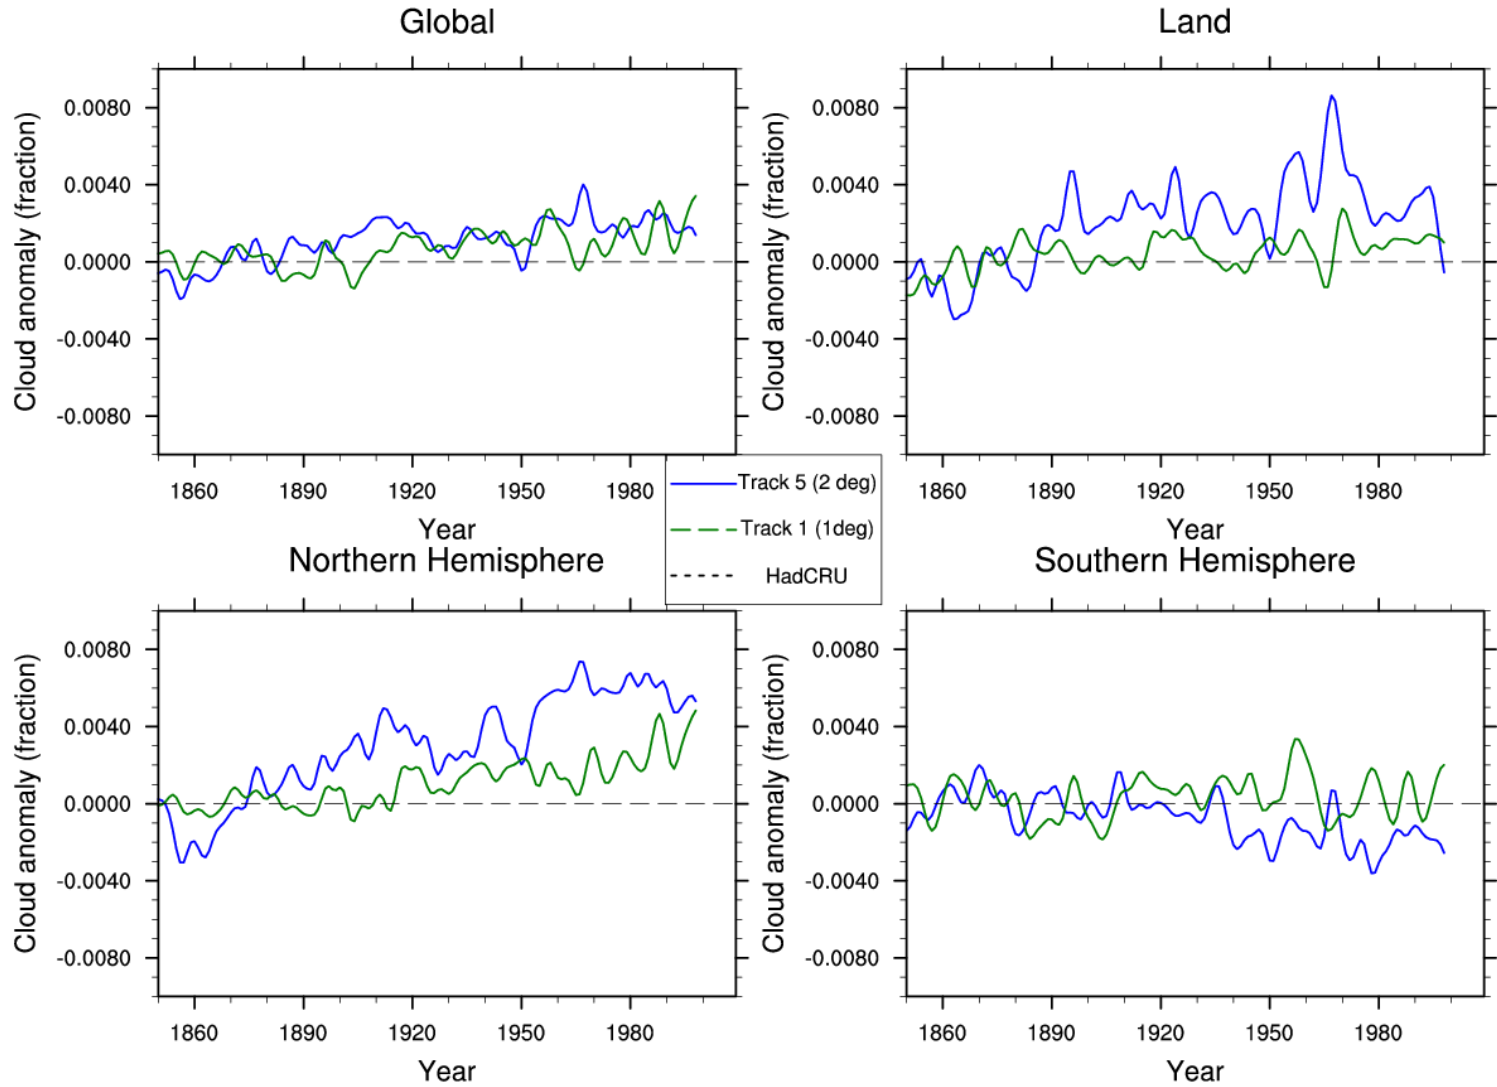 Global
Cloud anomaly (fraction)
0.0080
0.0040
0.0000
-0.0040
-0.0080
1860 1890 1920 1950 1980
Year
Land
Cloud anomaly (fraction)
0.0080
0.0040
0.0000
-0.0040
-0.0080
1860 1890 1920 1950 1980
Year
Track 5 (2 deg)
Track 1 (1deg)
HadCRU
Northern Hemisphere
Cloud anomaly (fraction)
0.0080
0.0040
0.0000
-0.0040
-0.0080
1860 1890 1920 1950 1980
Year
Southern Hemisphere
Cloud anomaly (fraction)
0.0080
0.0040
0.0000
-0.0040
-0.0080
1860 1890 1920 1950 1980
Year